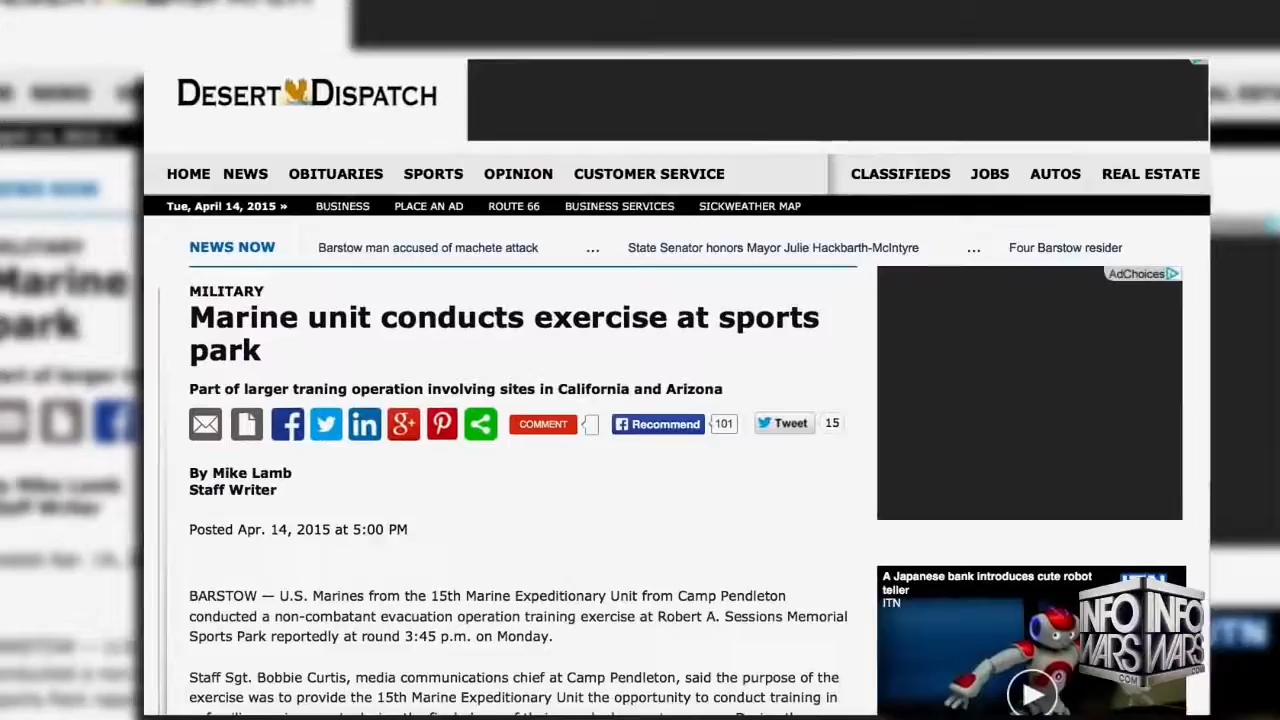 DESERT DISPATCH
HOME NEWS OBITUARIES SPORTS OPINION CUSTOMER SERVICE CLASSIFIEDS JOBS AUTOS REAL ESTATE
Tue, April 14, 2015 » BUSINESS PLACE AN AD ROUTE 66 BUSINESS SERVICES SICKWEATHER MAP
NEWS NOW Barstow man accused of machete attack ... State Senator honors Mayor Julie Hackbarth-McIntyre ... Four Barstow resider
AdChoices
MILITARY
Marine unit conducts exercise at sports
park
Part of larger traning operation involving sites in California and Arizona
COMMENT Recommend 101 Tweet 15
By Mike Lamb
Staff Writer
Posted Apr. 14, 2015 at 5:00 PM
BARSTOW — U.S. Marines from the 15th Marine Expeditionary Unit from Camp Pendleton
conducted a non-combatant evacuation operation training exercise at Robert A. Sessions Memorial
Sports Park reportedly at round 3:45 p.m. on Monday.
Staff Sgt. Bobbie Curtis, media communications chief at Camp Pendleton, said the purpose of the
exercise was to provide the 15th Marine Expeditionary Unit the opportunity to conduct training in
A Japanese bank introduces cute robot
teller
ITN
INFO INFO
WARS WARS
.COM .COM